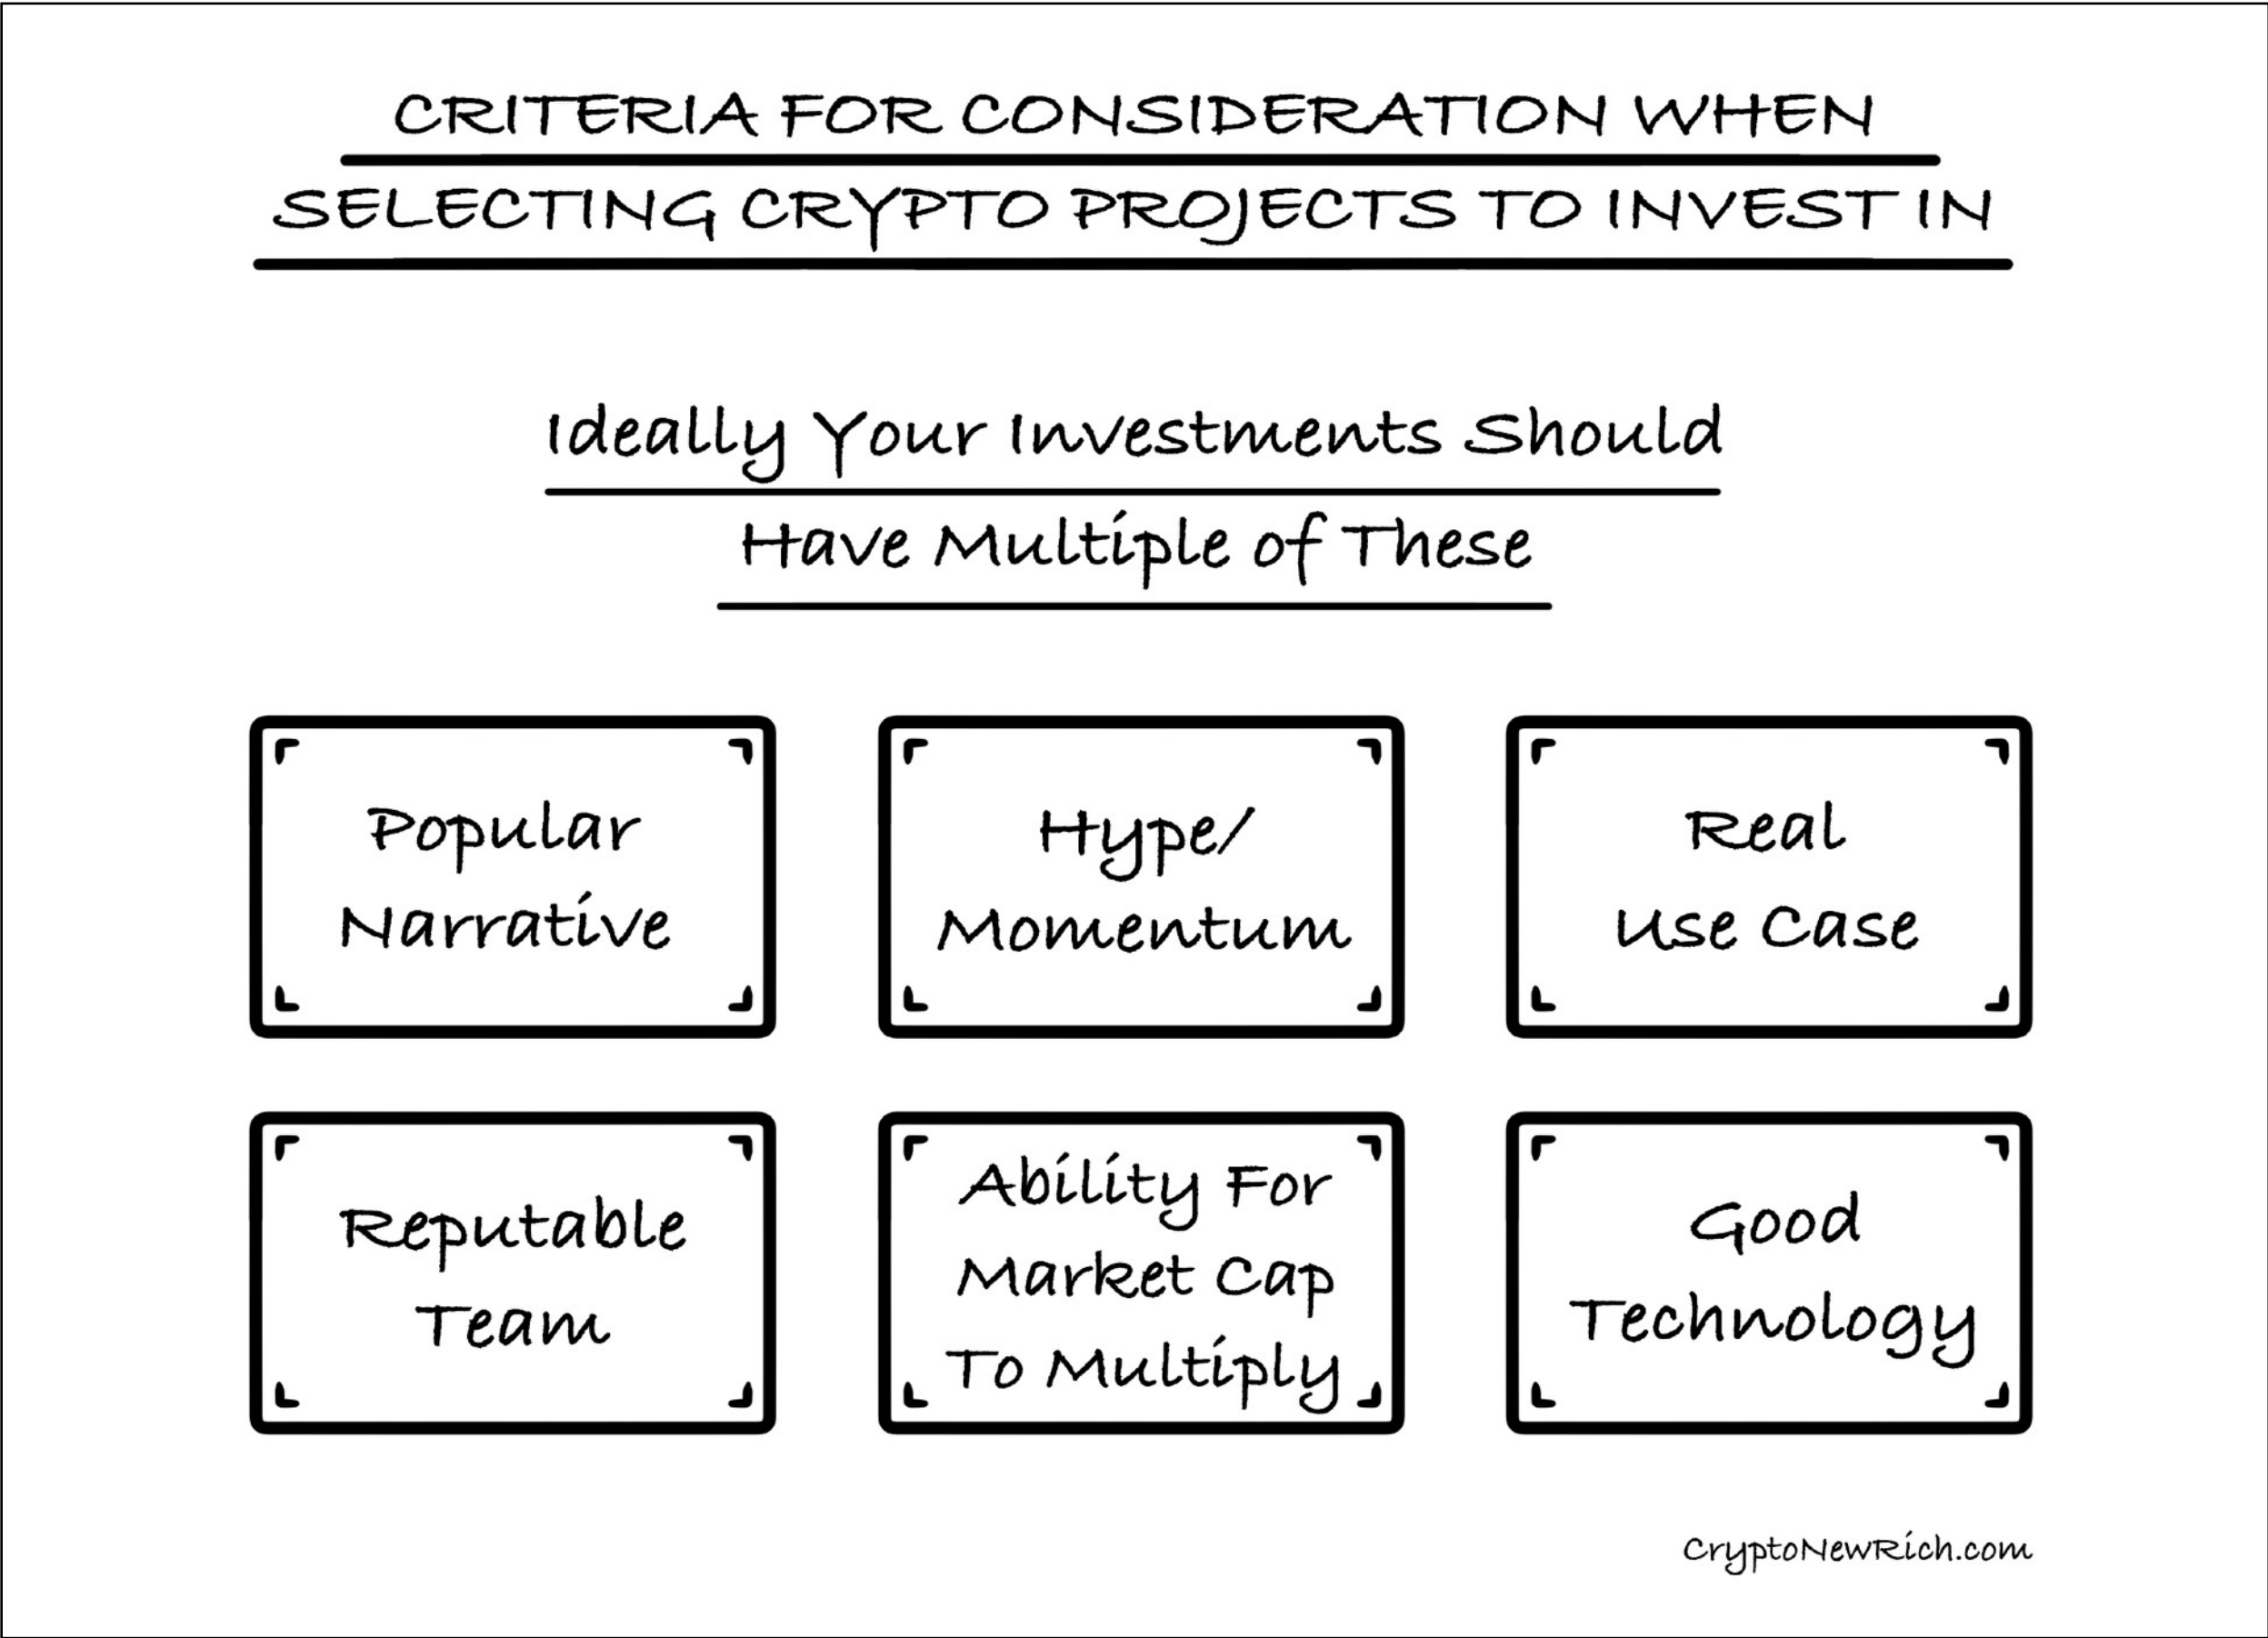 CRITERIA FOR CONSIDERATION WHEN
SELECTING CRYPTO PROJECTS TO INVEST IN
Ideally Your Investments Should
Have Multiple of These
Popular
Narrative
Hype/
Momentum
Real
Use Case
Reputable
Team
Ability For
Market Cap
To Multiply
Good
Technology
CryptoNewRich.com